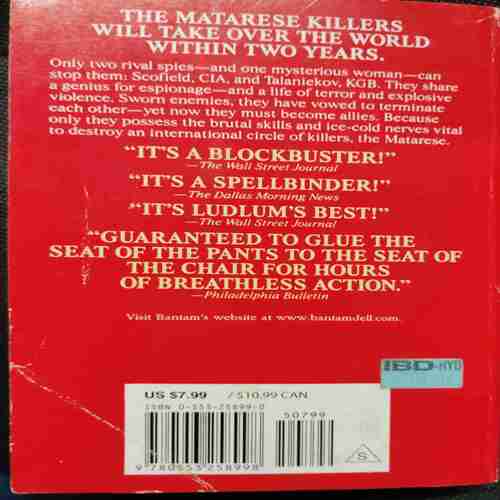 THE MATARESE KILLERS
WILL TAKE OVER THE WORLD
WITHIN TWO YEARS.
Only two rival spies—and one mysterious woman—can
stop them: Scofield, CIA, and Talaniekov, KGB. They share
a genius for espionage—and a life of terror and explosive
violence. Sworn enemies, they have vowed to terminate
each other—yet now they must become allies. Because
only they possess the brutal skills and ice-cold nerves vital
to destroy an international circle of killers, the Matarese.
"IT'S A BLOCKBUSTER!"
—The Wall Street Journal
"IT'S A SPELLBINDER!"
—The Dallas Morning News
"IT'S LUDLUM'S BEST!"
—The Wall Street Journal
"GUARANTEED TO GLUE THE
SEAT OF THE PANTS TO THE SEAT OF
THE CHAIR FOR HOURS
OF BREATHLESS ACTION."
—Philadelphia Bulletin
Visit Bantam's website at www.bantamdell.com.
IBD-HYD
US $7.99 / $10.99 CAN
ISBN 0-553-25899-0
50799
S
9 780553 258998